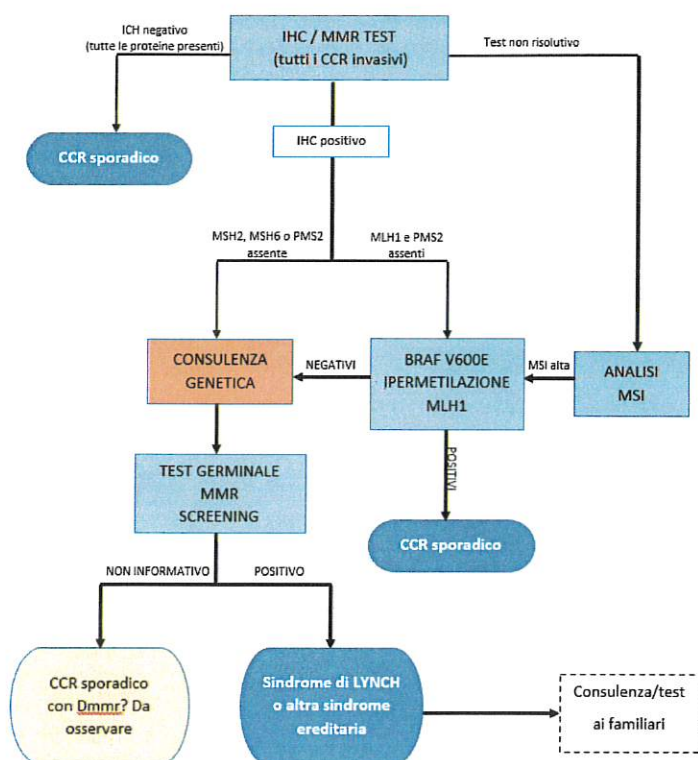 ICH negativo
(tutte le proteine presenti)
IHC / MMR TEST
(tutti i CCR invasivi)
Test non risolutivo
CCR sporadico
IHC positivo
MSH2, MSH6 o PMS2
assente
MLH1 e PMS2
assenti
CONSULENZA
GENETICA
NEGATIVI
BRAF V600E
IPERMETILAZIONE
MLH1
MSI alta
ANALISI
MSI
TEST GERMINALE
MMR
SCREENING
POSITIVI
CCR sporadico
NON INFORMATIVO
POSITIVO
CCR sporadico
con Dmmr? Da
osservare
Sindrome di LYNCH
o altra sindrome
ereditaria
Consulenza/test
ai familiari